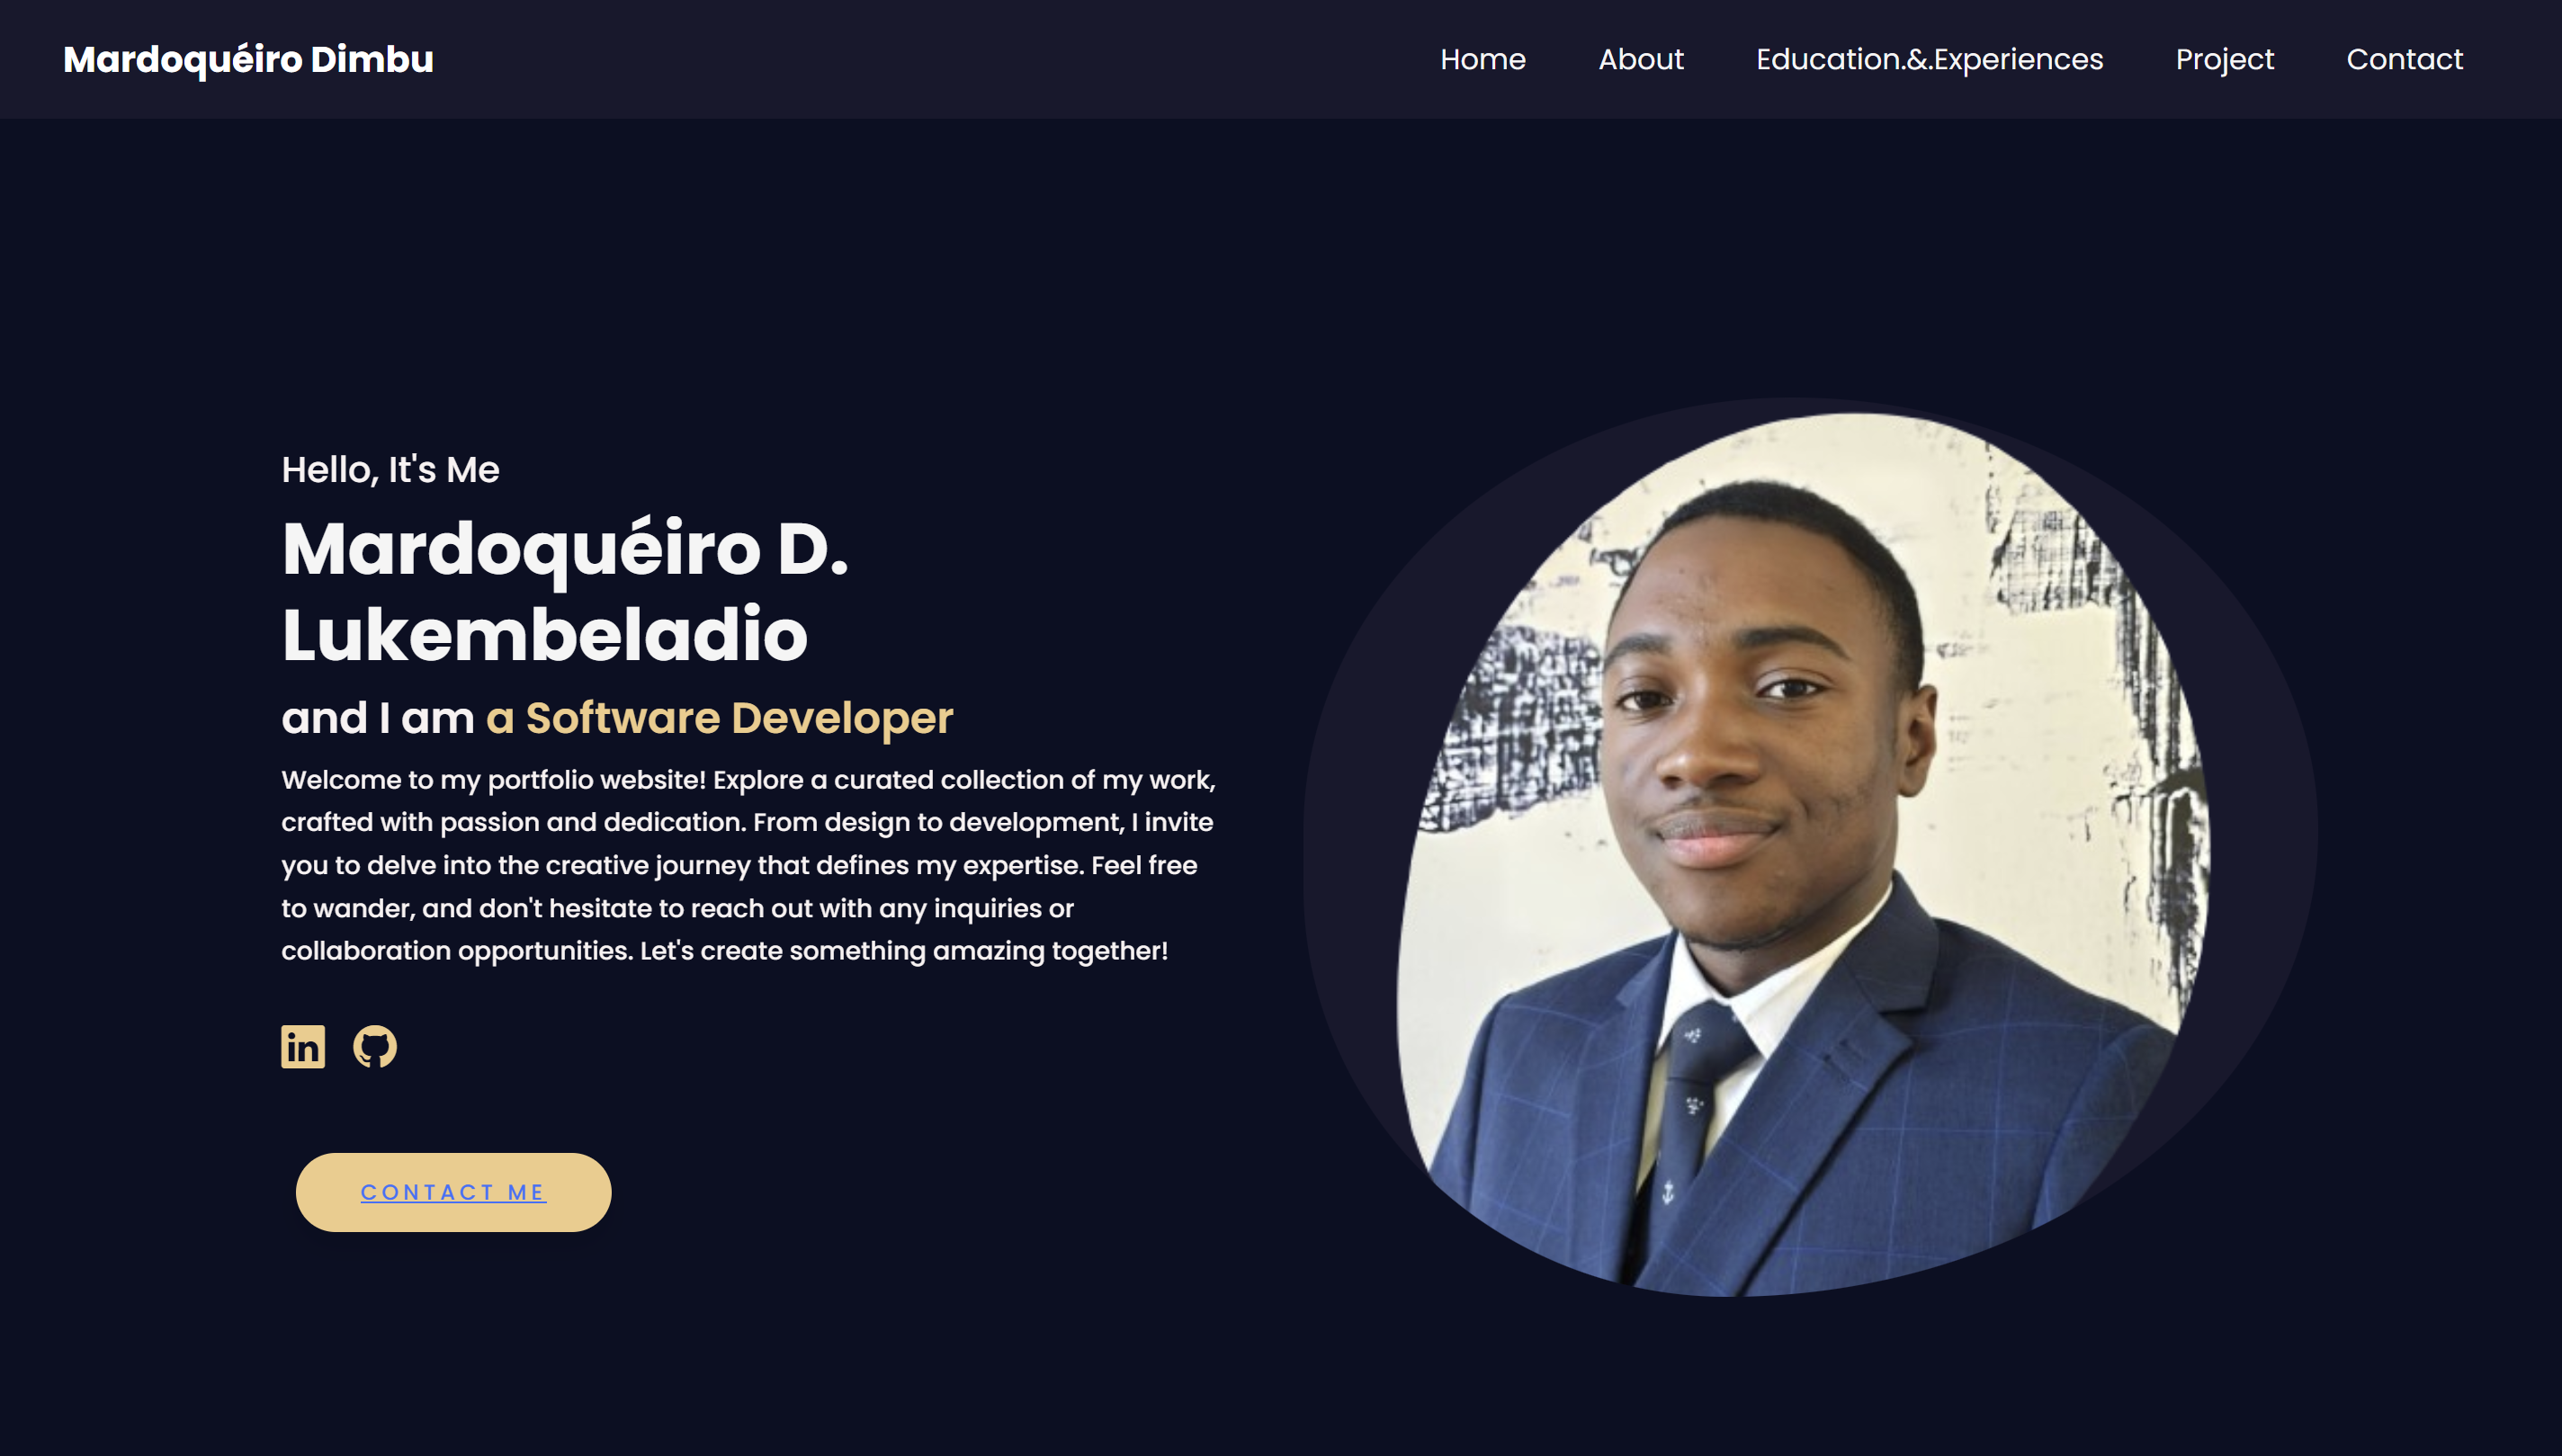 Mardoquéiro Dimbu
Home About Education.&.Experiences Project Contact
Hello, It's Me
Mardoquéiro D.
Lukembeladio
and I am a Software Developer
Welcome to my portfolio website! Explore a curated collection of my work,
crafted with passion and dedication. From design to development, I invite
you to delve into the creative journey that defines my expertise. Feel free
to wander, and don't hesitate to reach out with any inquiries or
collaboration opportunities. Let's create something amazing together!
in
CONTACT ME